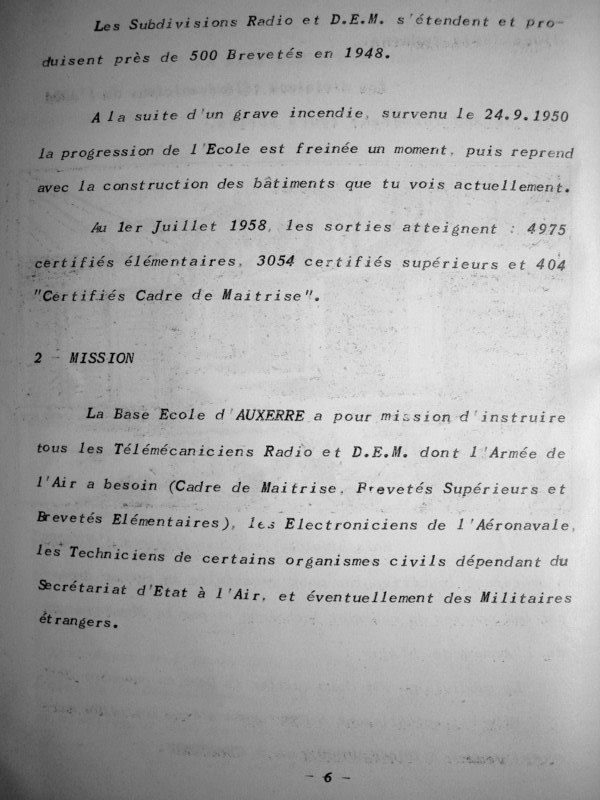 Les Subdivisions Radio et D.E.M. s'étendent et pro-
duisent près de 500 Brevetés en 1948.
A la suite d'un grave incendie, survenu le 24.9.1950
la progression de l'Ecole est freinée un moment, puis reprend
avec la construction des bâtiments que tu vois actuellement.
Au 1er Juillet 1958, les sorties atteignent : 4975
certifiés élémentaires, 3054 certifiés supérieurs et 404
"Certifiés Cadre de Maitrise".
2 - MISSION
La Base Ecole d'AUXERRE a pour mission d'instruire
tous les Télémécaniciens Radio et D.E.M. dont l'Armée de
l'Air a besoin (Cadre de Maitrise, Brevetés Supérieurs et
Brevetés Elémentaires), les Electroniciens de l'Aéronavale,
les Techniciens de certains organismes civils dépendant du
Secrétariat d'Etat à l'Air, et éventuellement des Militaires
étrangers.
- 6 -